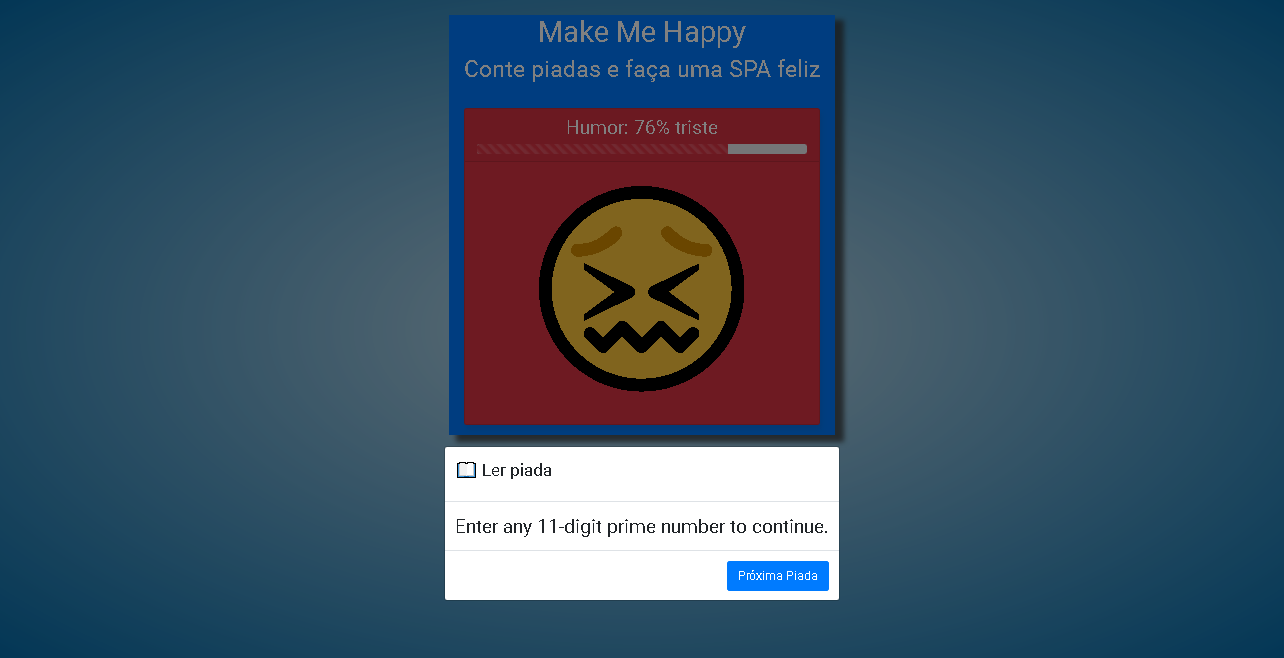 Make Me Happy
Conte piadas e faça uma SPA feliz
Humor: 76% triste
Ler piada
Enter any 11-digit prime number to continue.
Próxima Piada